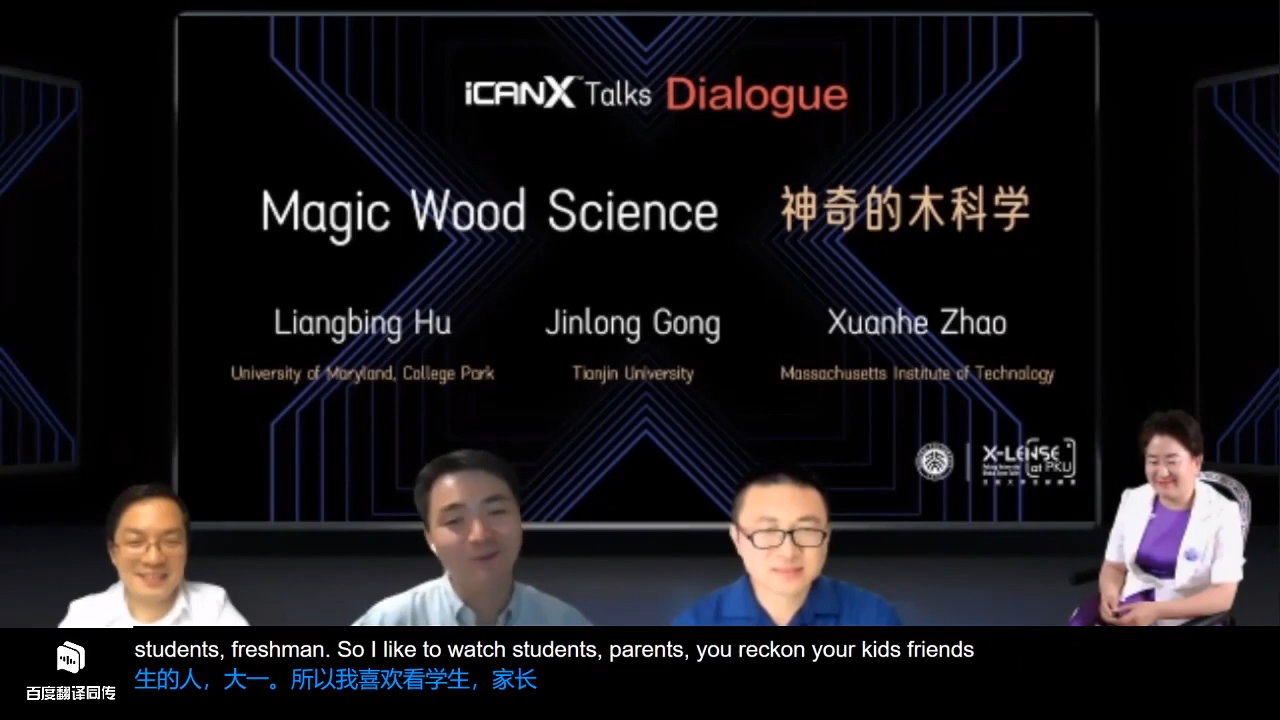 iCANX™ Talks Dialogue
Magic Wood Science 神奇的木科学
Liangbing Hu Jinlong Gong Xuanhe Zhao
University of Maryland, College Park Tianjin University Massachusetts Institute of Technology
X-LENSE
at PKU
students, freshman. So I like to watch students, parents, you reckon your kids friends
生的人，大一。所以我喜欢看学生，家长
百度翻译同传